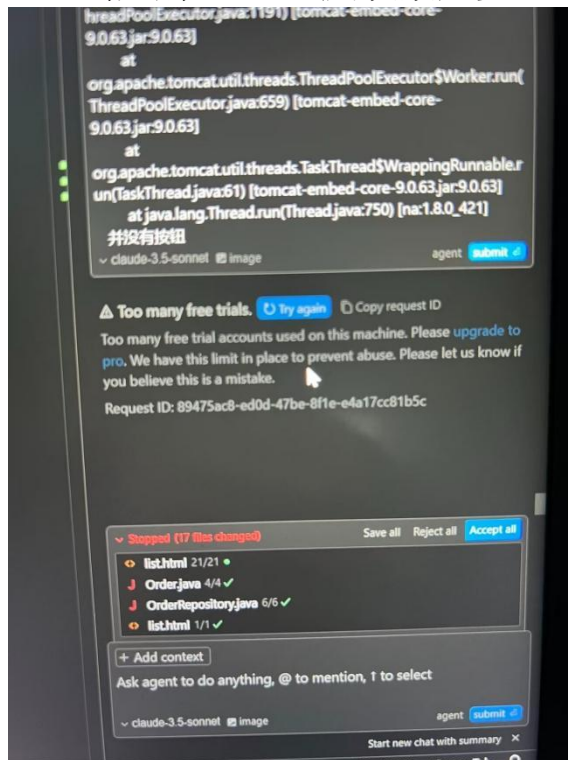 hreadPoolExecutor.java:1191) [tomcat-embed-core-
9.0.63.jar:9.0.63]
at
org.apache.tomcat.util.threads.ThreadPoolExecutor$Worker.run(
ThreadPoolExecutor.java:659) [tomcat-embed-core-
9.0.63.jar:9.0.63]
at
org.apache.tomcat.util.threads.TaskThread$WrappingRunnable.r
un(TaskThread.java:61) [tomcat-embed-core-9.0.63.jar:9.0.63]
at java.lang.Thread.run(Thread.java:750) [na:1.8.0_421]
并没有按钮
claude-3.5-sonnet image agent submit
Too many free trials. Try again Copy request ID
Too many free trial accounts used on this machine. Please upgrade to
pro. We have this limit in place to prevent abuse. Please let us know if
you believe this is a mistake.
Request ID: 89475ac8-ed0d-47be-8f1e-e4a17cc81b5c
Stopped (17 files changed) Save all Reject all Accept all
list.html 21/21
J Order.java 4/4
J OrderRepository.java 6/6
list.html 1/1
+ Add context
Ask agent to do anything, @ to mention, ↑ to select
claude-3.5-sonnet image agent submit
Start new chat with summary ×